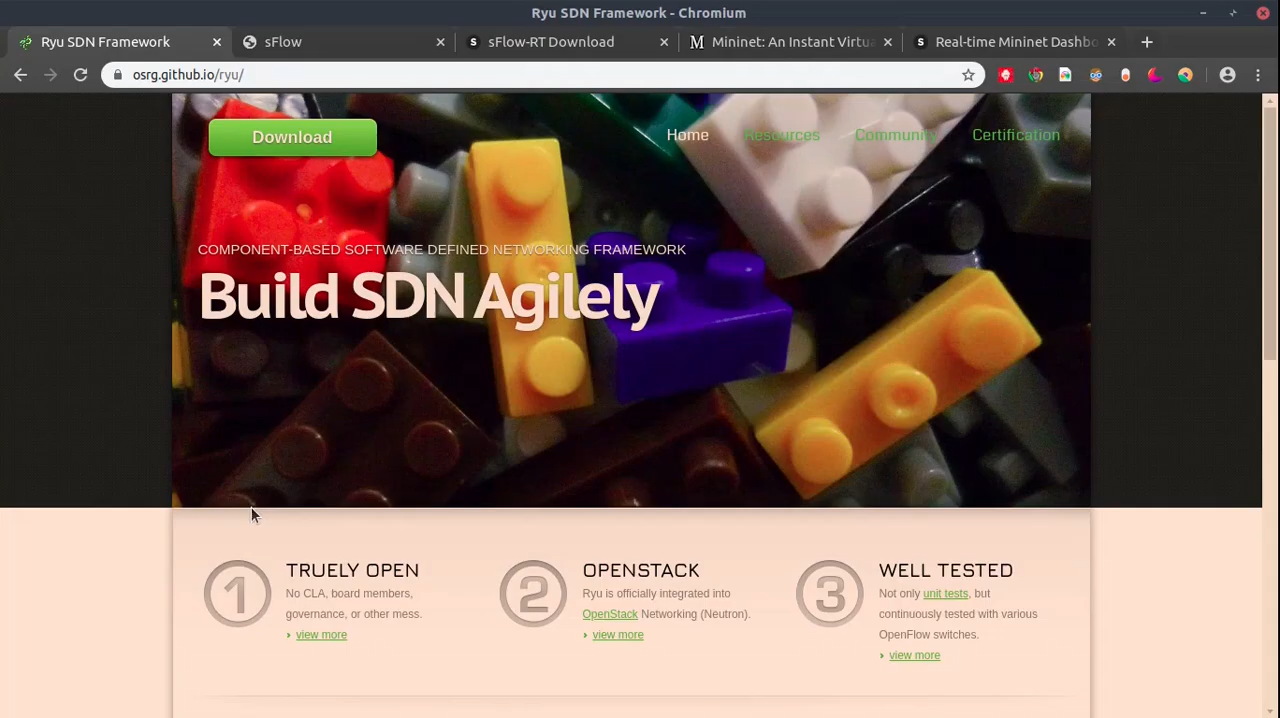 Ryu SDN Framework - Chromium
Ryu SDN Framework
sFlow
sFlow-RT Download
Mininet: An Instant Virtua
Real-time Mininet Dashbo
osrg.github.io/ryu/
Download
Home
Resources
Community
Certification
COMPONENT-BASED SOFTWARE DEFINED NETWORKING FRAMEWORK
Build SDN Agilely
1
TRUELY OPEN
No CLA, board members,
governance, or other mess.
view more
2
OPENSTACK
Ryu is officially integrated into
OpenStack Networking (Neutron).
view more
3
WELL TESTED
Not only unit tests, but
continuously tested with various
OpenFlow switches.
view more